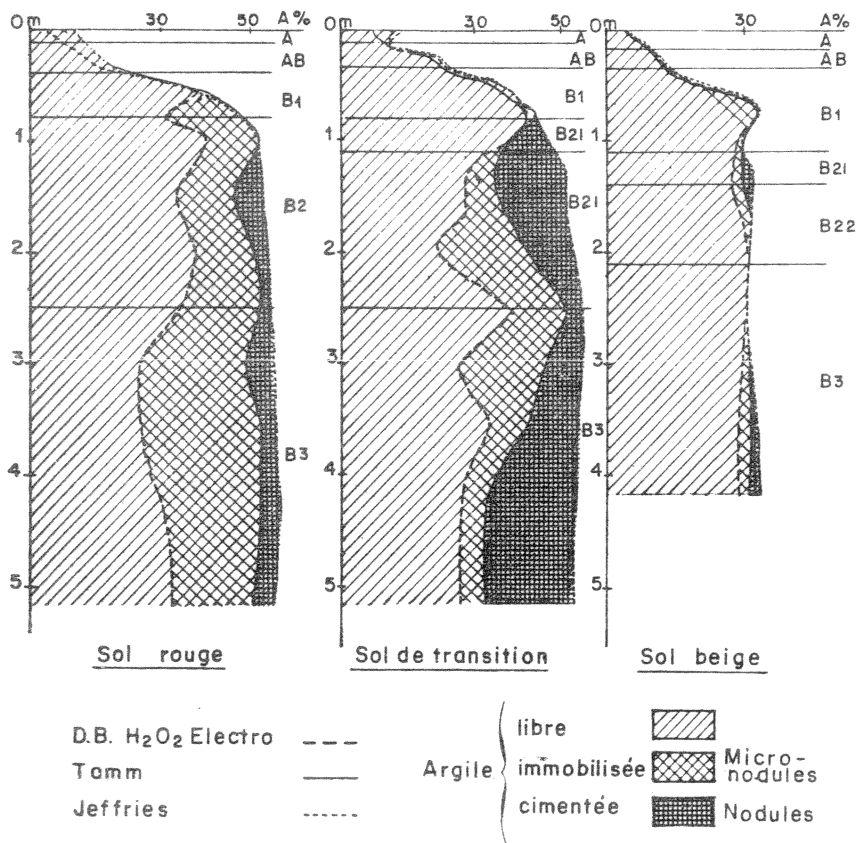 0m 30 50 A%
A
AB
B1
1
B2
2
3
B3
4
5
Sol rouge
0m 30 50 A%
A
AB
B1
1
B21
B21
2
3
B3
4
5
Sol de transition
0m 30 A%
A
AB
B1
1
B21
B22
2
3
B3
4
5
Sol beige
D.B. H₂O₂ Electro
Tamm
Jeffries
Argile
libre
immobilisée
cimentée
Micro-
nodules
Nodules